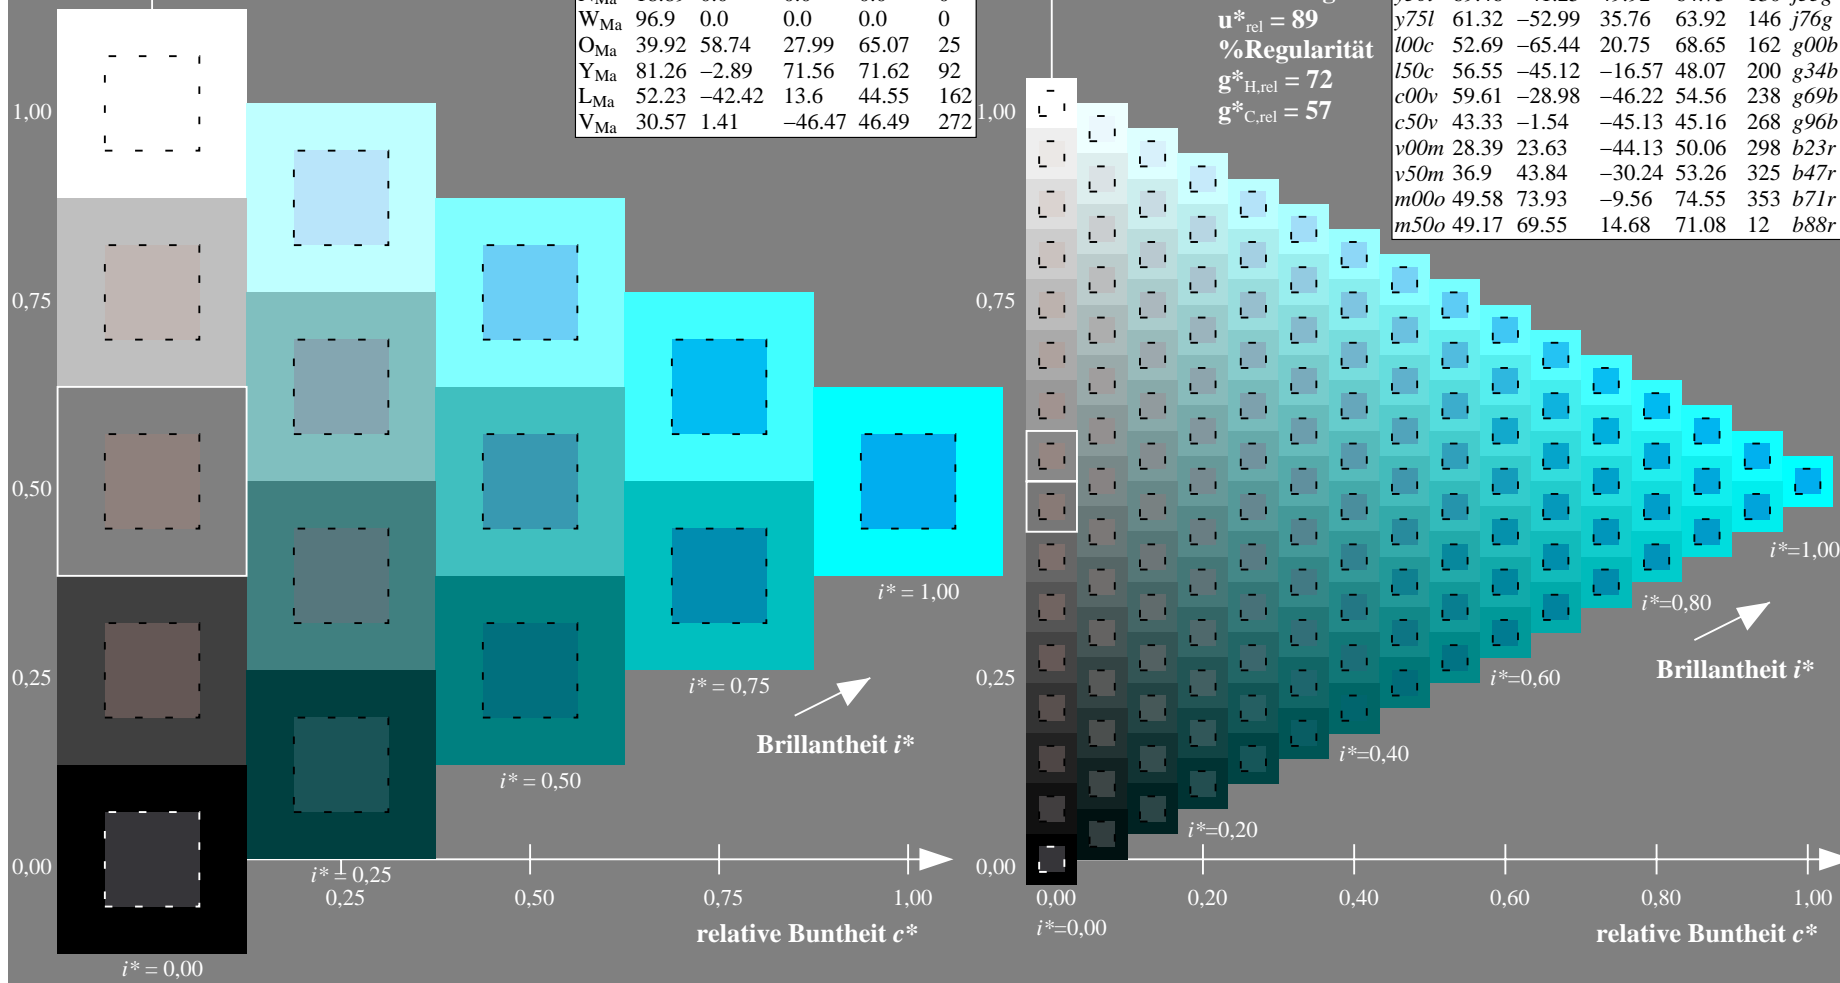 W_Ma 96.9 0.0 0.0 0.0 0
O_Ma 39.92 58.74 27.99 65.07 25
Y_Ma 81.26 −2.89 71.56 71.62 92
L_Ma 52.23 −42.42 13.6 44.55 162
V_Ma 30.57 1.41 −46.47 46.49 272
u*_rel = 89
%Regularität
g*_H,rel = 72
g*_C,rel = 57
y75l 61.32 −52.99 35.76 63.92 146 j76g
l00c 52.69 −65.44 20.75 68.65 162 g00b
l50c 56.55 −45.12 −16.57 48.07 200 g34b
c00v 59.61 −28.98 −46.22 54.56 238 g69b
c50v 43.33 −1.54 −45.13 45.16 268 g96b
v00m 28.39 23.63 −44.13 50.06 298 b23r
v50m 36.9 43.84 −30.24 53.26 325 b47r
m00o 49.58 73.93 −9.56 74.55 353 b71r
m50o 49.17 69.55 14.68 71.08 12 b88r
1,00
0,75
0,50
0,25
0,00
i* = 1,00
i* = 0,75
Brillantheit i*
i* = 0,50
i* = 0,25
0,25 0,50 0,75 1,00
relative Buntheit c*
i* = 0,00
1,00
0,75
0,50
0,25
0,00
i*=1,00
i*=0,80
Brillantheit i*
i*=0,60
i*=0,40
i*=0,20
0,00 0,20 0,40 0,60 0,80 1,00
i*=0,00
relative Buntheit c*